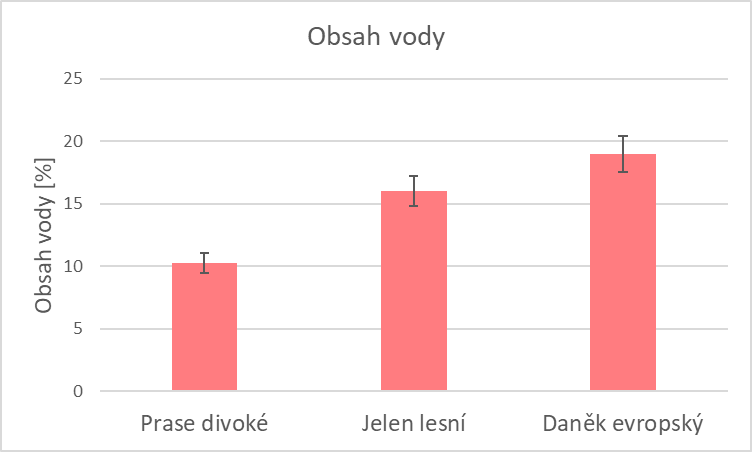 Obsah vody
Obsah vody [%]
25
20
15
10
5
0
Prase divoké
Jelen lesní
Daněk evropský